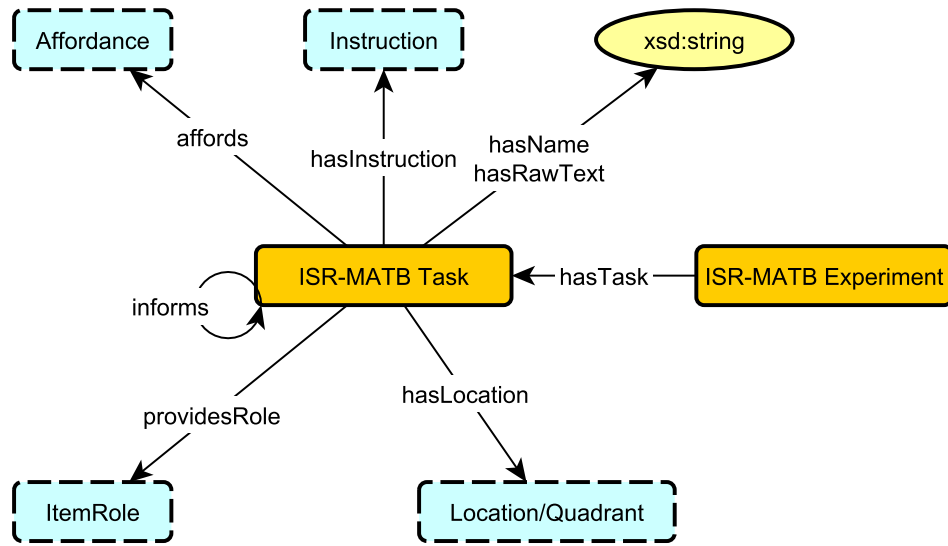 Affordance
Instruction
xsd:string
affords
hasInstruction
hasName
hasRawText
ISR-MATB Task
hasTask
ISR-MATB Experiment
informs
providesRole
hasLocation
ItemRole
Location/Quadrant